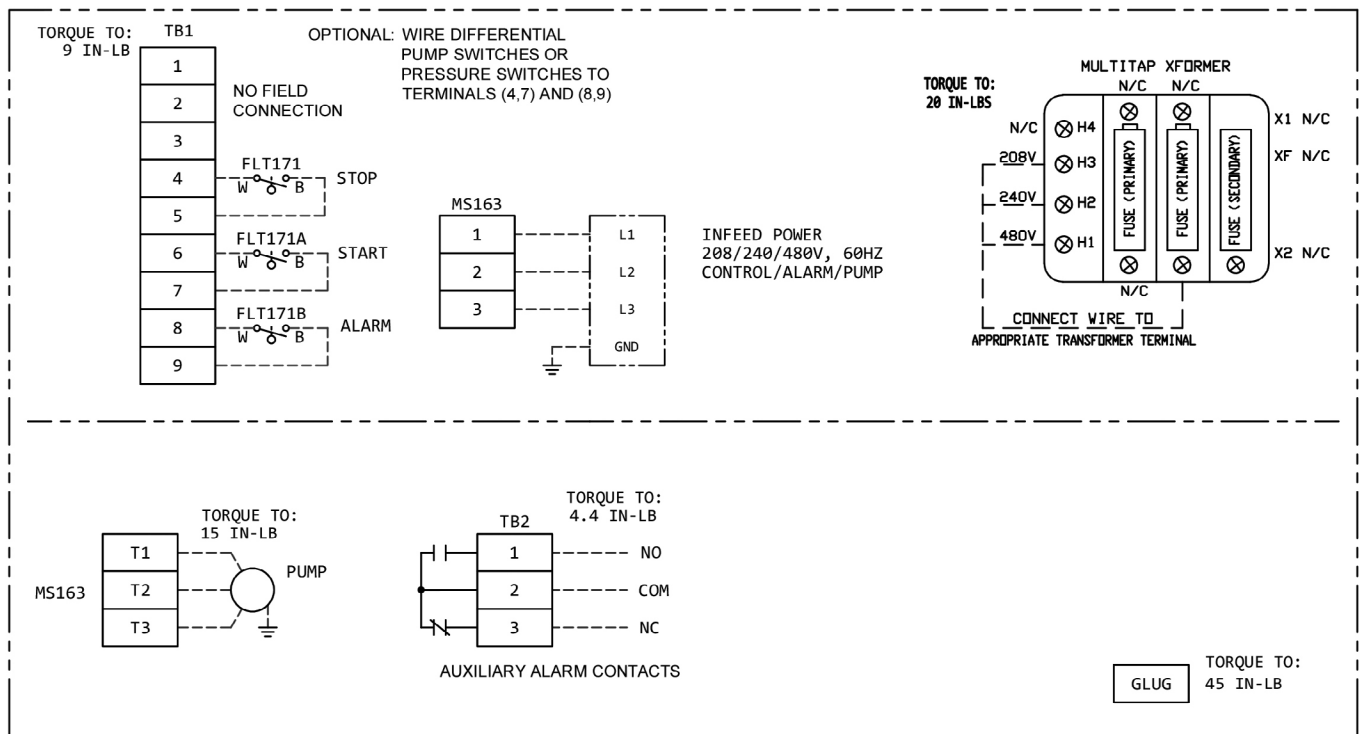 TORQUE TO:
9 IN-LB
TB1
1
2
3
4
5
6
7
8
9
NO FIELD
CONNECTION
FLT171
W B
STOP
FLT171A
W B
START
FLT171B
W B
ALARM
OPTIONAL: WIRE DIFFERENTIAL
PUMP SWITCHES OR
PRESSURE SWITCHES TO
TERMINALS (4,7) AND (8,9)
MS163
1
2
3
L1
L2
L3
GND
INFEED POWER
208/240/480V, 60HZ
CONTROL/ALARM/PUMP
TORQUE TO:
20 IN-LBS
MULTITAP XFORMER
N/C N/C
N/C H4
208V H3
240V H2
480V H1
FUSE (PRIMARY)
FUSE (PRIMARY)
FUSE (SECONDARY)
X1 N/C
XF N/C
X2 N/C
N/C
CONNECT WIRE TO
APPROPRIATE TRANSFORMER TERMINAL
MS163
T1
T2
T3
TORQUE TO:
15 IN-LB
PUMP
TB2
1
2
3
TORQUE TO:
4.4 IN-LB
NO
COM
NC
AUXILIARY ALARM CONTACTS
GLUG
TORQUE TO:
45 IN-LB